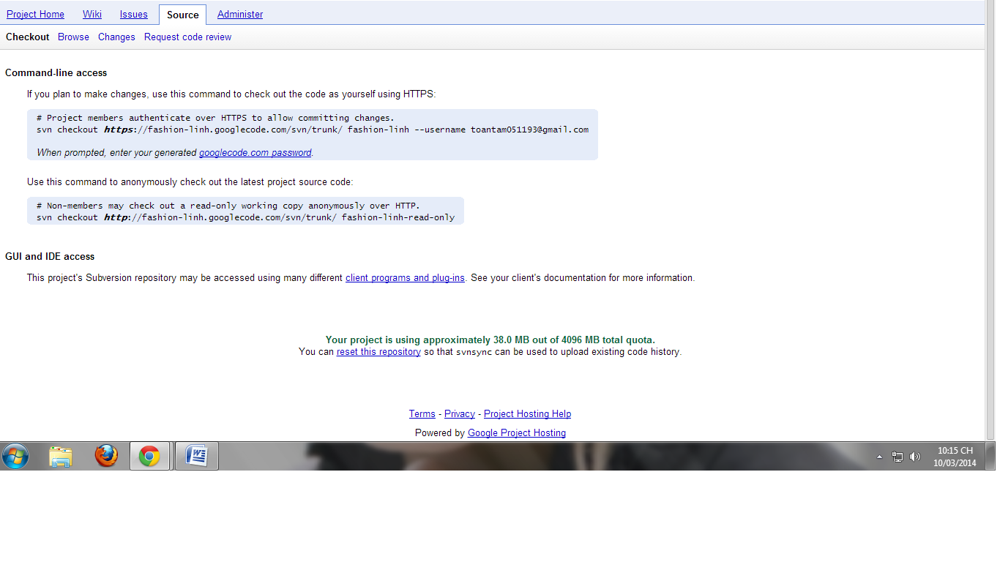 Project Home Wiki Issues Source Administer
Checkout Browse Changes Request code review
Command-line access
If you plan to make changes, use this command to check out the code as yourself using HTTPS:
# Project members authenticate over HTTPS to allow committing changes.
svn checkout https://fashion-linh.googlecode.com/svn/trunk/ fashion-linh --username toantam051193@gmail.com
When prompted, enter your generated googlecode.com password.
Use this command to anonymously check out the latest project source code:
# Non-members may check out a read-only working copy anonymously over HTTP.
svn checkout http://fashion-linh.googlecode.com/svn/trunk/ fashion-linh-read-only
GUI and IDE access
This project's Subversion repository may be accessed using many different client programs and plug-ins. See your client's documentation for more information.
Your project is using approximately 38.0 MB out of 4096 MB total quota.
You can reset this repository so that svnsync can be used to upload existing code history.
Terms - Privacy - Project Hosting Help
Powered by Google Project Hosting
10:15 CH
10/03/2014